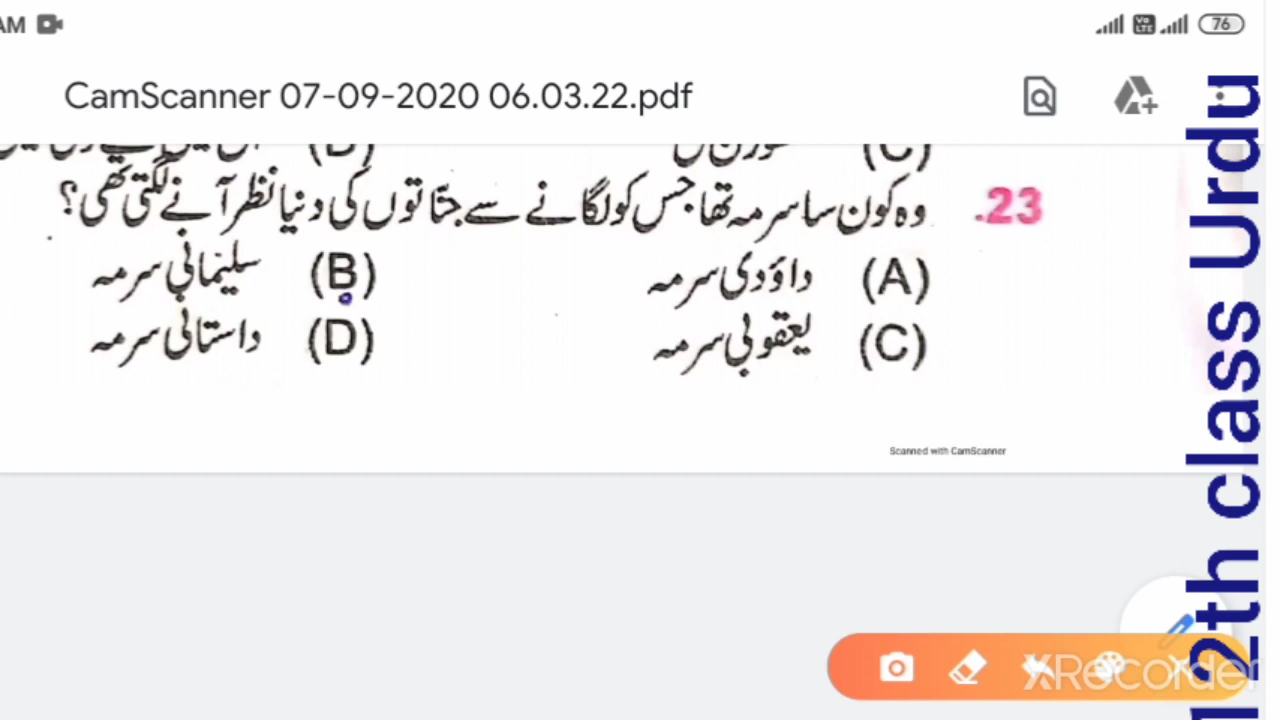 AM
76
CamScanner 07-09-2020 06.03.22.pdf
(C) (D)
23. وہ کون سا سرمہ تھا جس کو لگانے سے جناتوں کی دنیا نظر آنے لگتی تھی؟
(A) داؤدی سرمہ (B) سلیمانی سرمہ
(C) یعقوبی سرمہ (D) داستانی سرمہ
Scanned with CamScanner
12th class Urdu
XRecorder